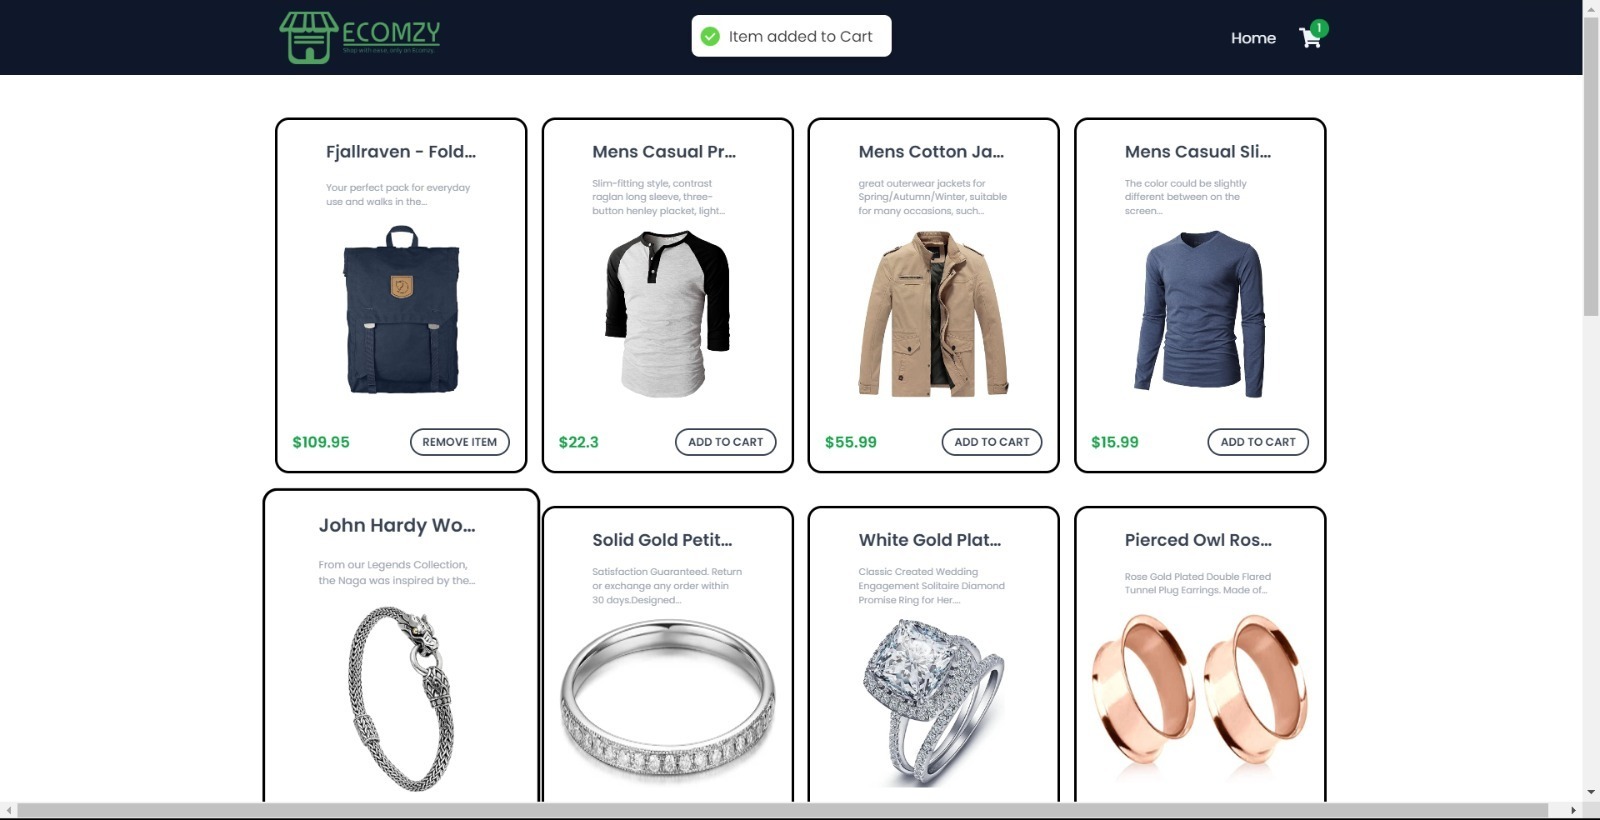 ECOMZY
Shop with ease, only on Ecomzy
Item added to Cart
Home
1
Fjallraven - Fold...
Your perfect pack for everyday
use and walks in the...
$109.95
REMOVE ITEM
Mens Casual Pr...
Slim-fitting style, contrast
raglan long sleeve, three-
button henley placket, light...
$22.3
ADD TO CART
Mens Cotton Ja...
great outerwear jackets for
Spring/Autumn/Winter, suitable
for many occasions, such...
$55.99
ADD TO CART
Mens Casual Sli...
The color could be slightly
different between on the
screen...
$15.99
ADD TO CART
John Hardy Wo...
From our Legends Collection,
the Naga was inspired by the...
Solid Gold Petit...
Satisfaction Guaranteed. Return
or exchange any order within
30 days.Designed...
White Gold Plat...
Classic Created Wedding
Engagement Solitaire Diamond
Promise Ring for Her....
Pierced Owl Ros...
Rose Gold Plated Double Flared
Tunnel Plug Earrings. Made of...